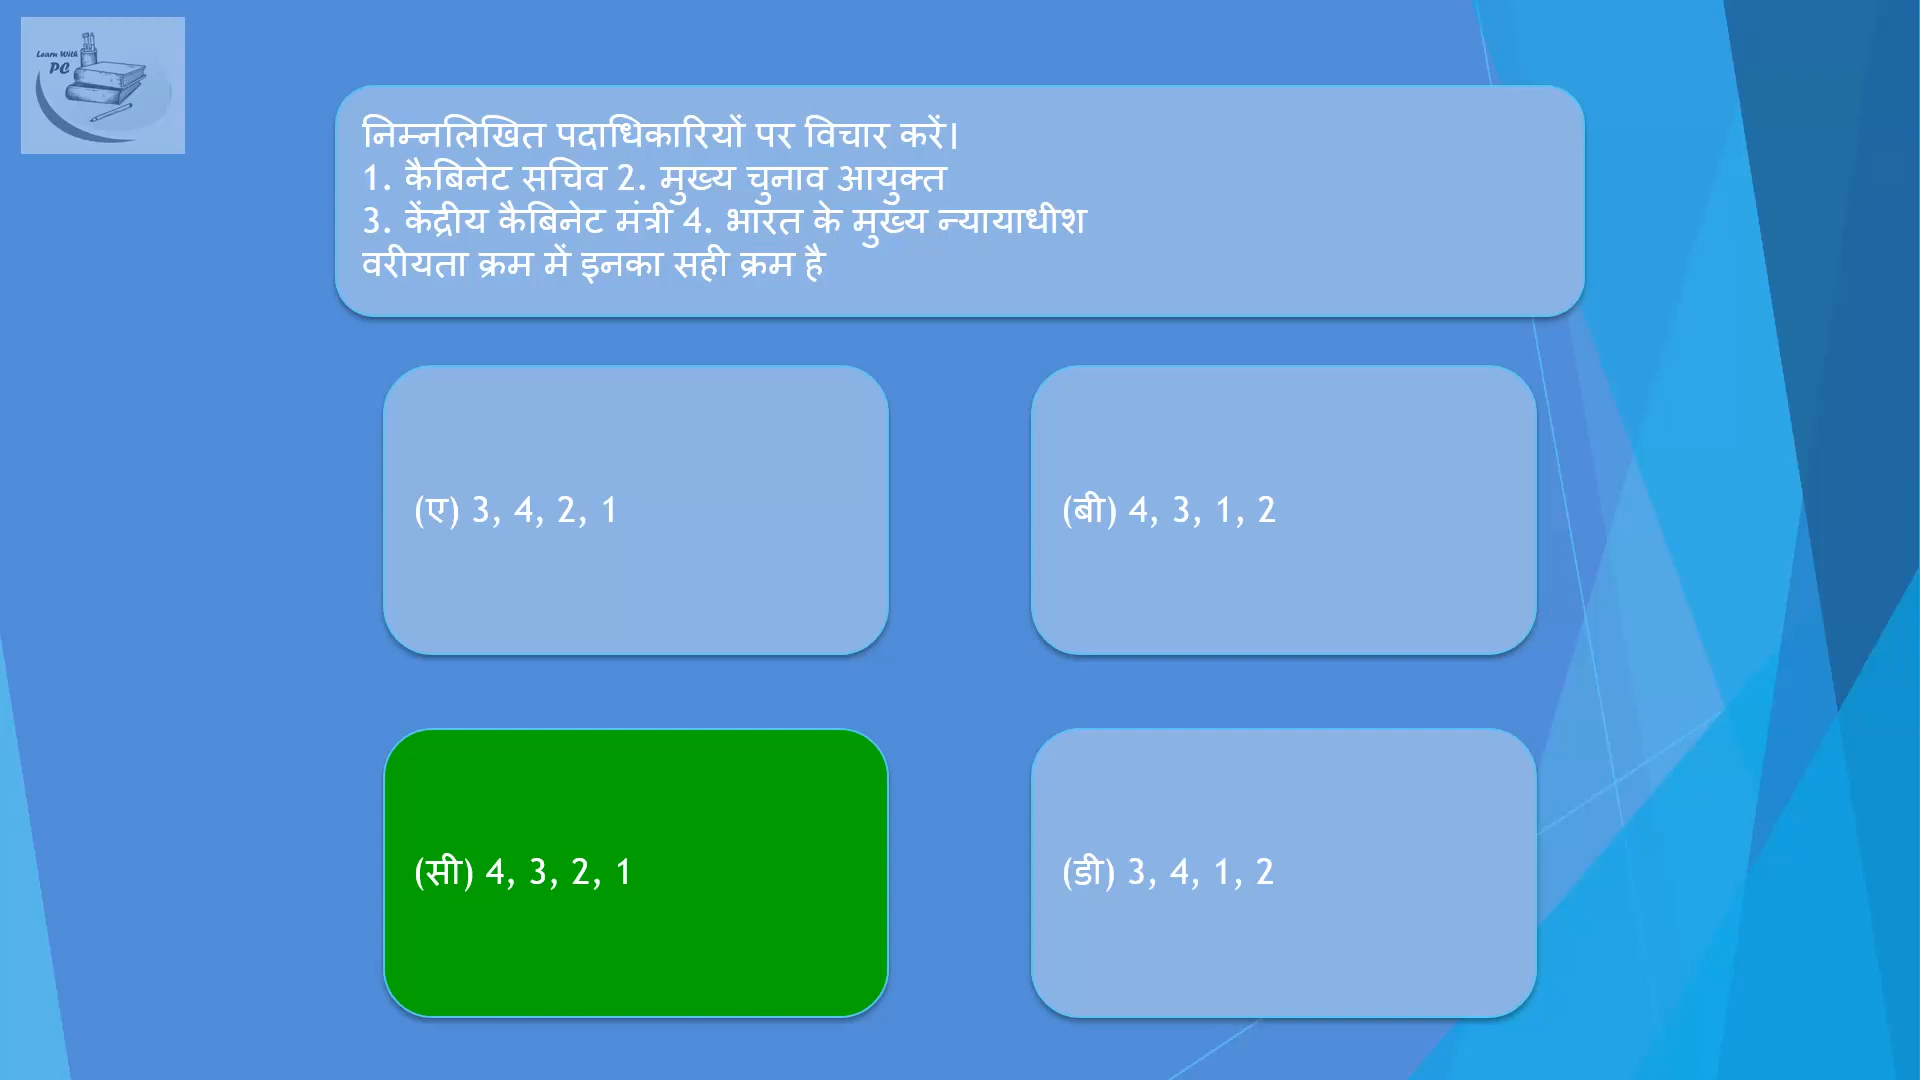 Learn With
PC
निम्नलिखित पदाधिकारियों पर विचार करें|
1. कैबिनेट सचिव 2. मुख्य चुनाव आयुक्त
3. केंद्रीय कैबिनेट मंत्री 4. भारत के मुख्य न्यायाधीश
वरीयता क्रम में इनका सही क्रम है
(ए) 3, 4, 2, 1
(बी) 4, 3, 1, 2
(सी) 4, 3, 2, 1
(डी) 3, 4, 1, 2